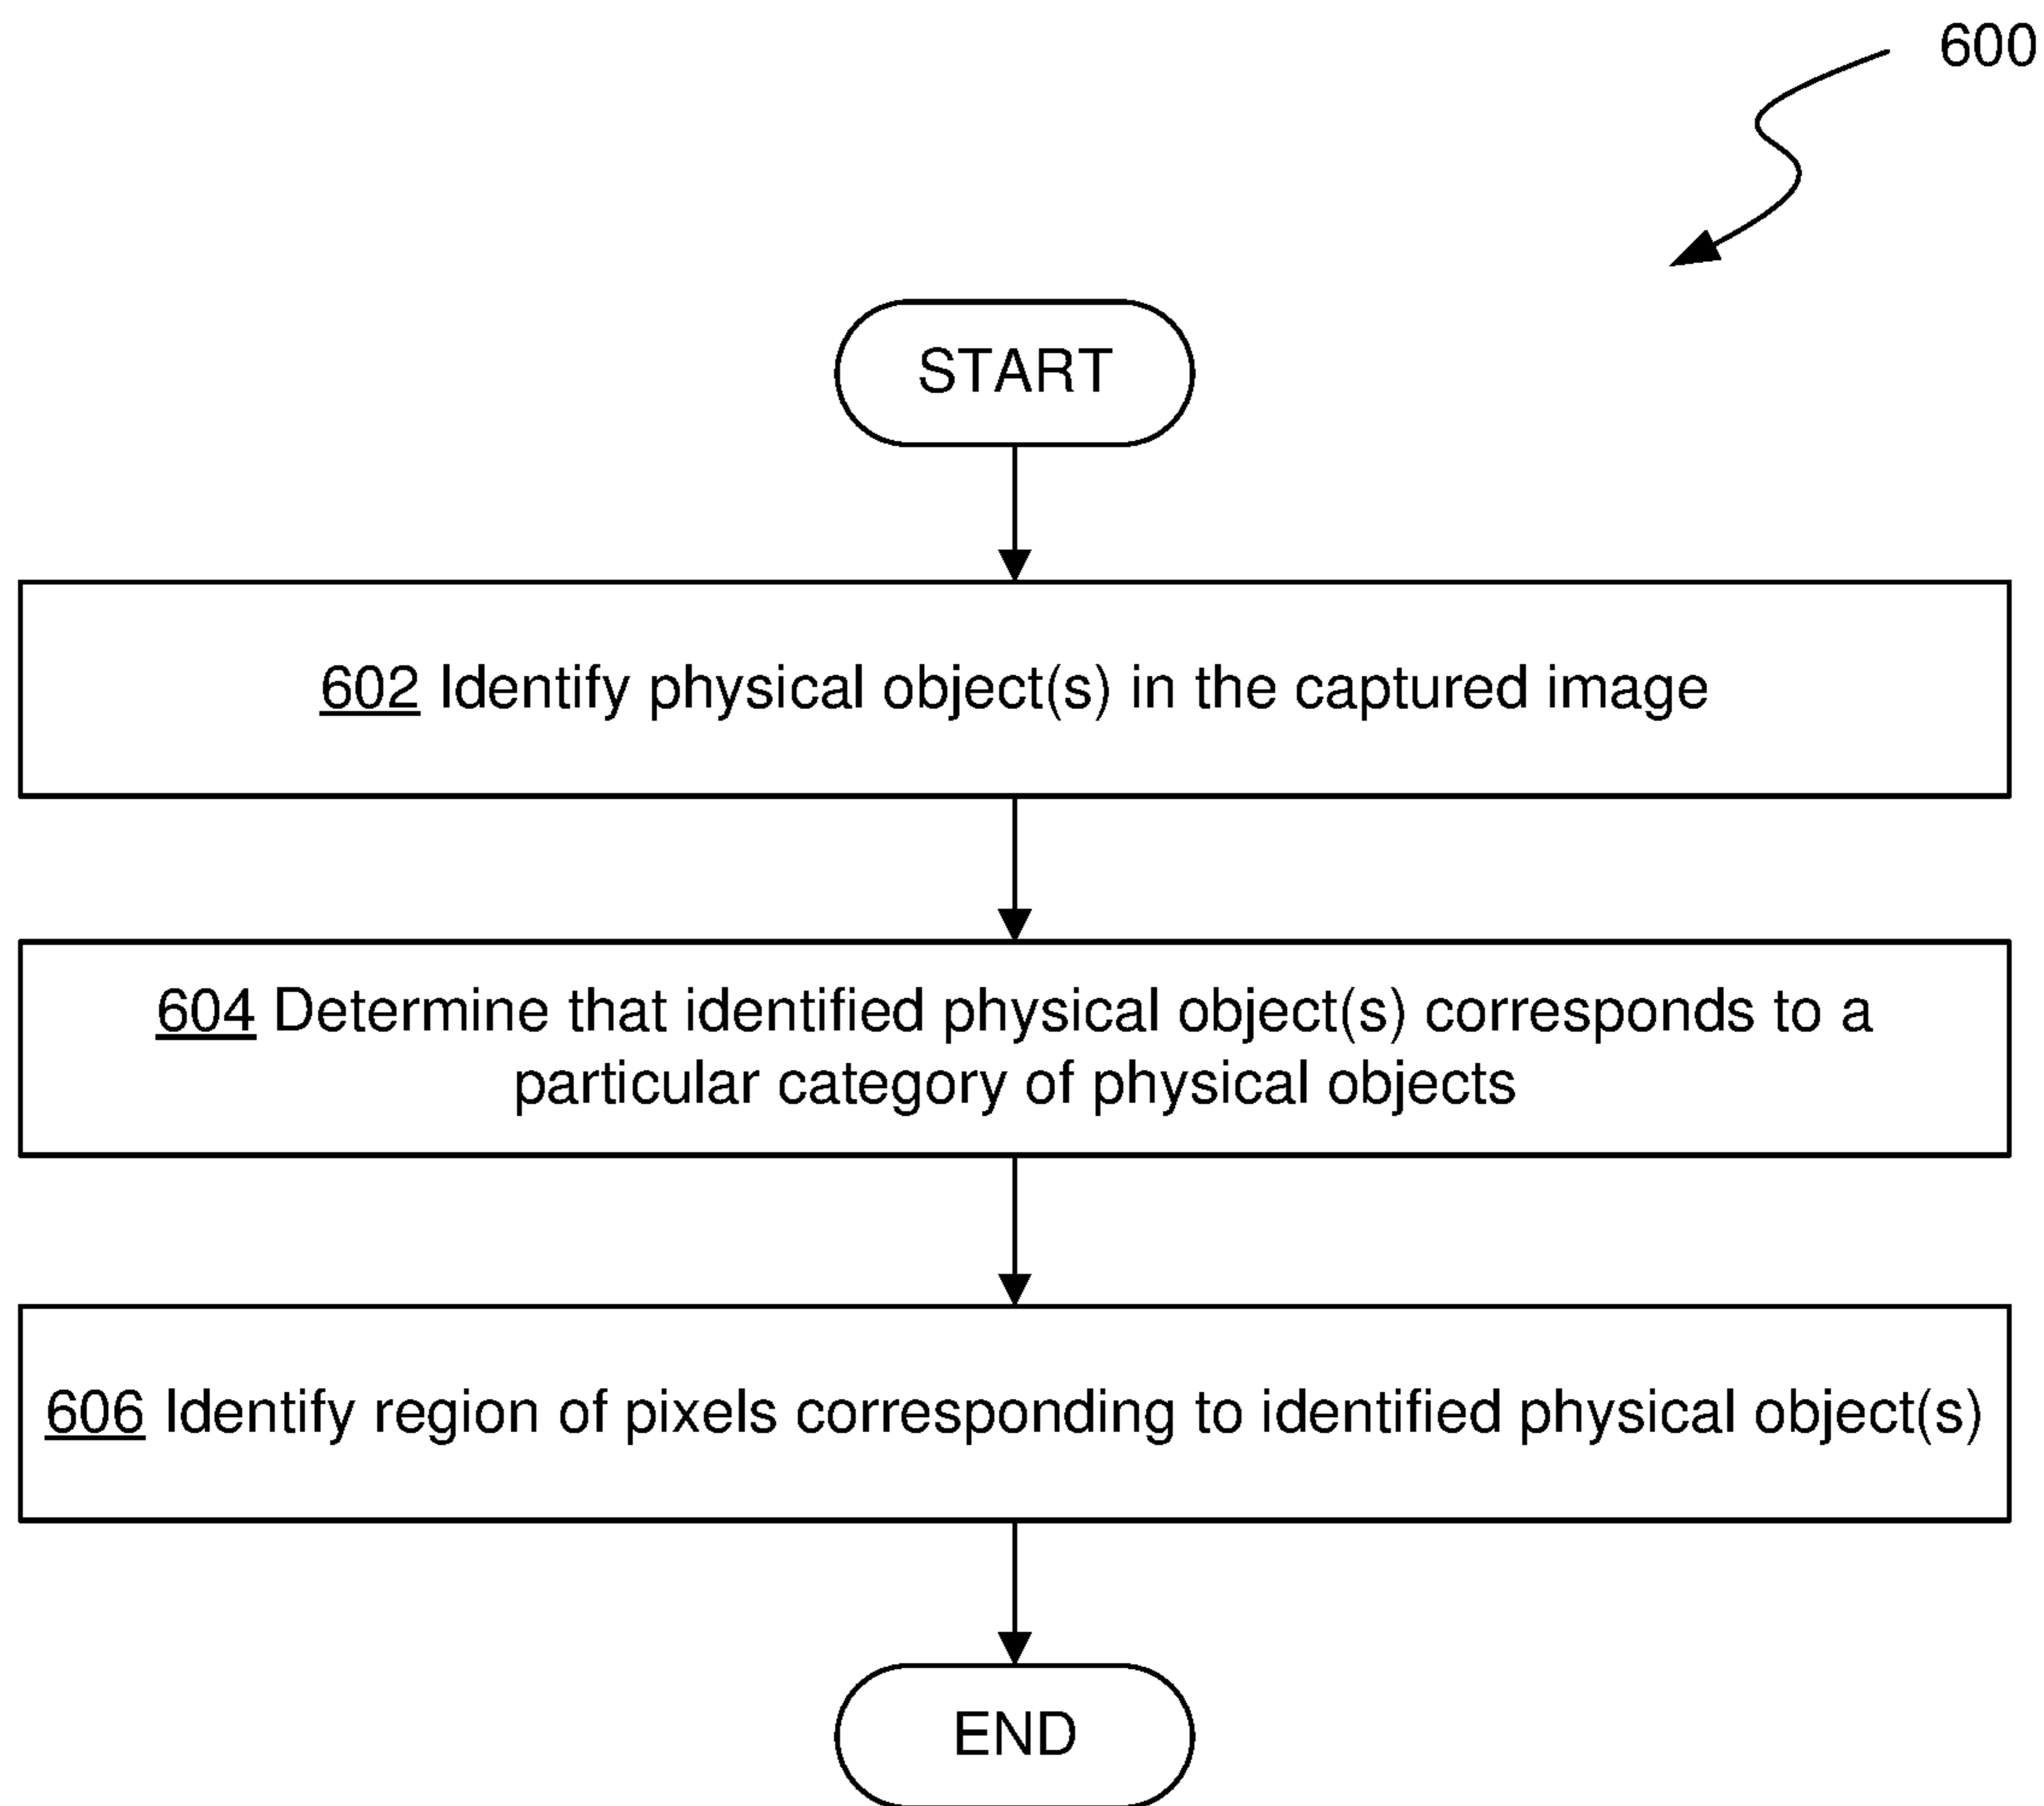 600
START
602 Identify physical object(s) in the captured image
604 Determine that identified physical object(s) corresponds to a
particular category of physical objects
606 Identify region of pixels corresponding to identified physical object(s)
END